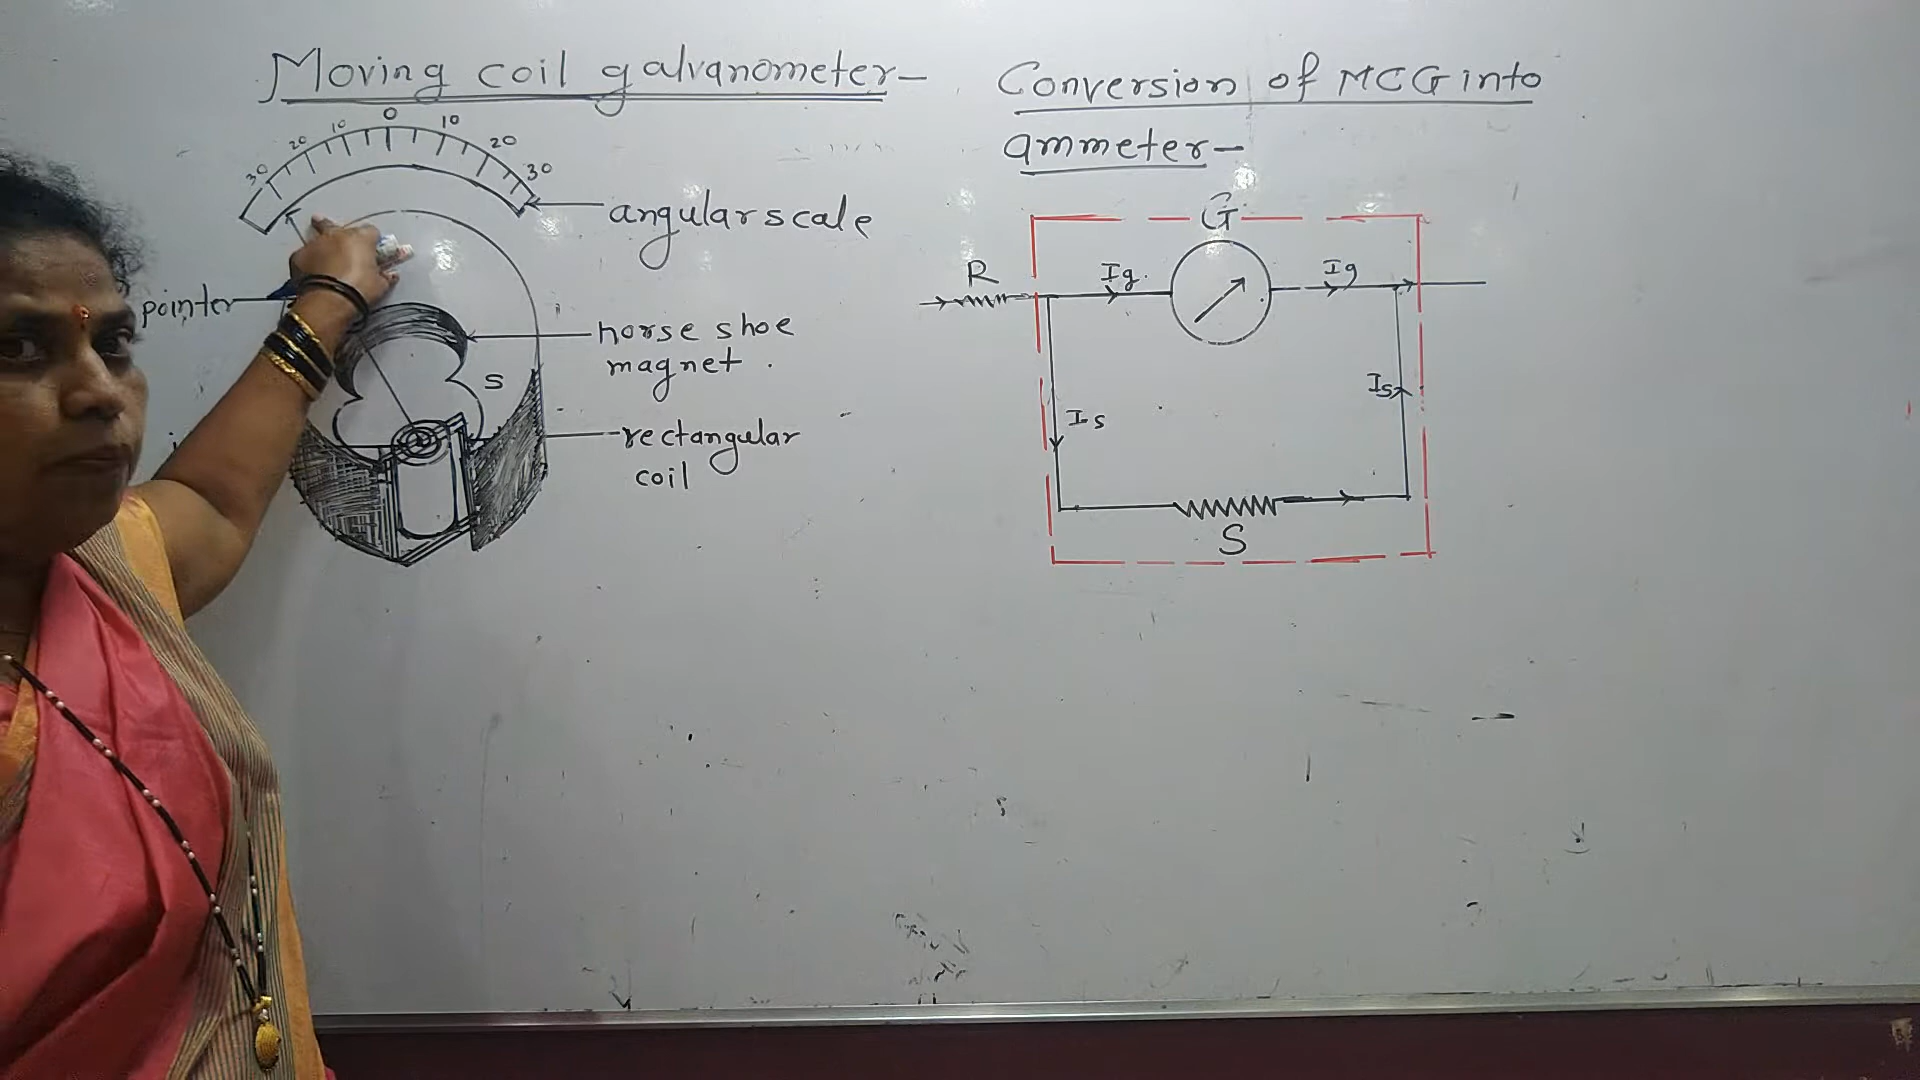 Moving coil galvanometer-
30 20 10 0 10 20 30
angular scale
pointer
horse shoe
magnet.
S
rectangular
coil
Conversion of MCG into
ammeter-
G
R
Ig.
Ig
Is
Is
S